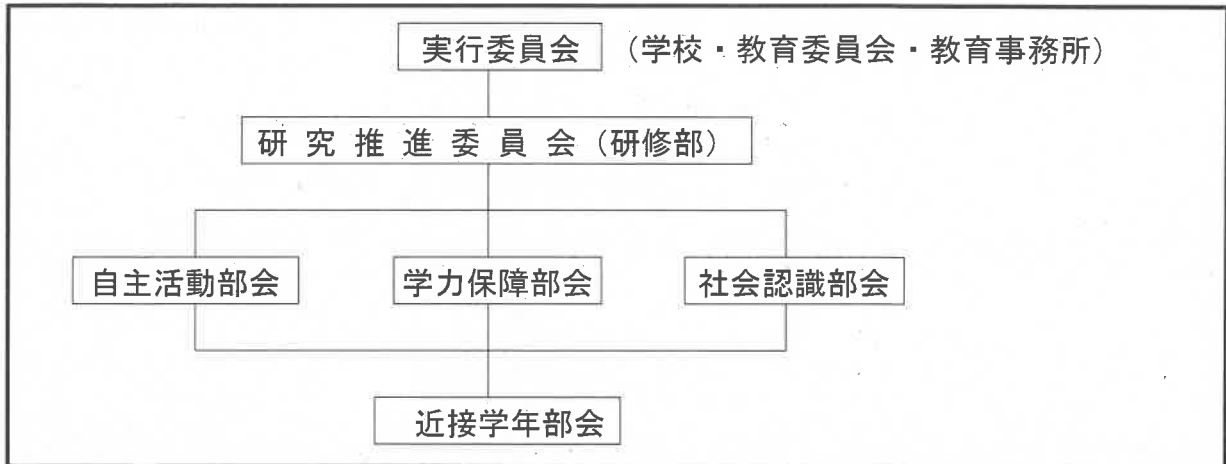 実行委員会 (学校・教育委員会・教育事務所)
研究推進委員会(研修部)
自主活動部会 学力保障部会 社会認識部会
近接学年部会